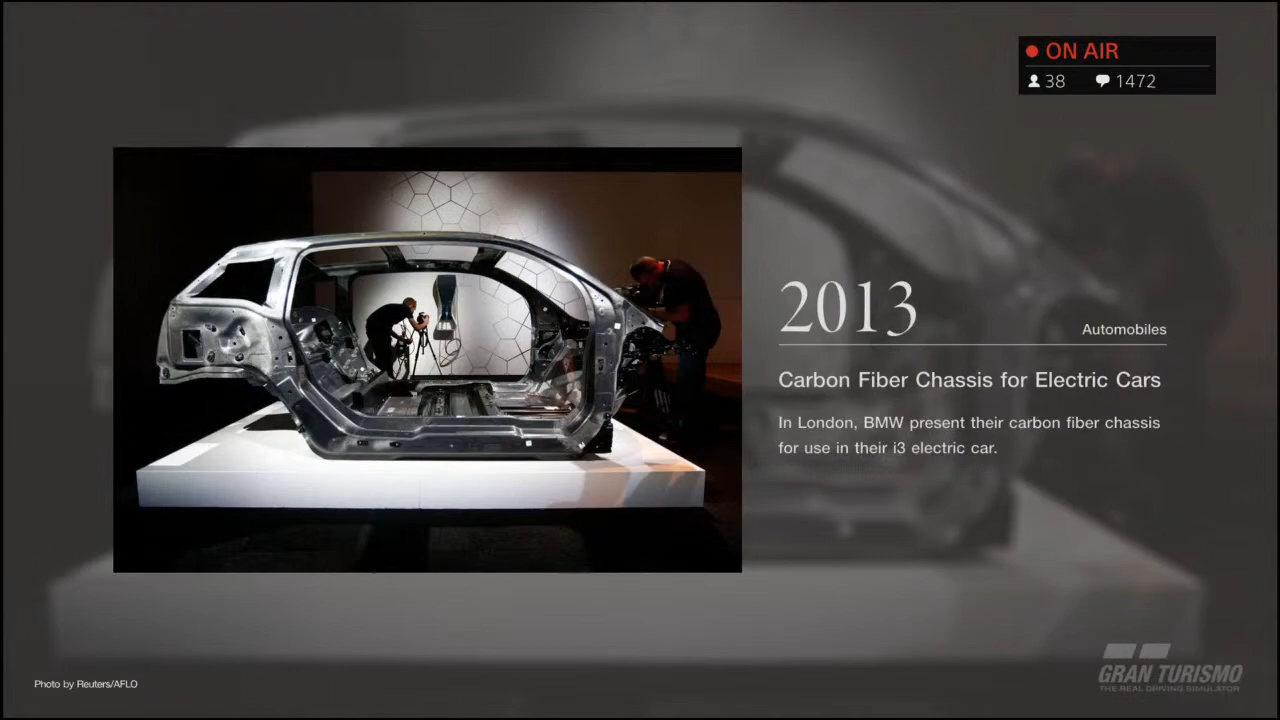 ON AIR
38 1472
2013
Automobiles
Carbon Fiber Chassis for Electric Cars
In London, BMW present their carbon fiber chassis
for use in their i3 electric car.
Photo by Reuters/AFLO
GRAN TURISMO
THE REAL DRIVING SIMULATOR